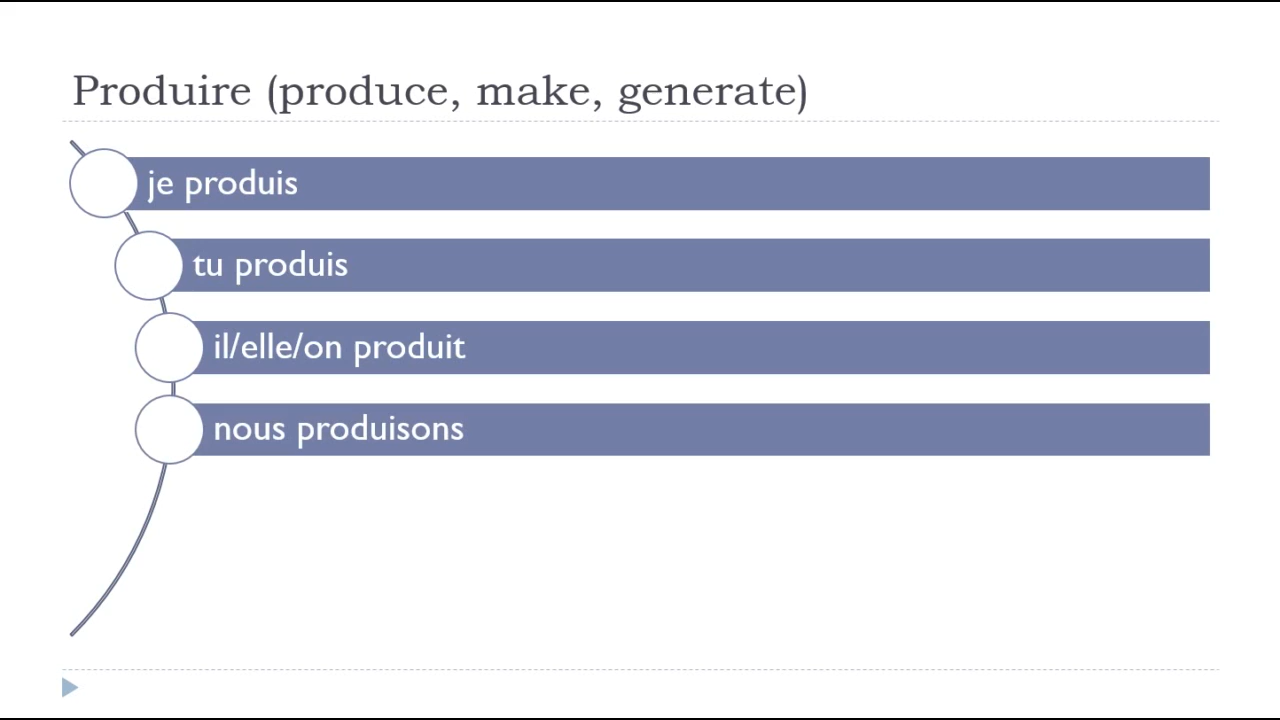 Produire (produce, make, generate)
je produis
tu produis
il/elle/on produit
nous produisons